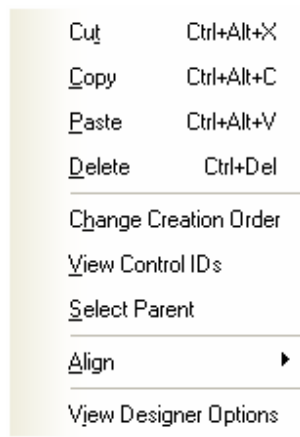 Cut Ctrl+Alt+X
Copy Ctrl+Alt+C
Paste Ctrl+Alt+V
Delete Ctrl+Del
Change Creation Order
View Control IDs
Select Parent
Align
View Designer Options